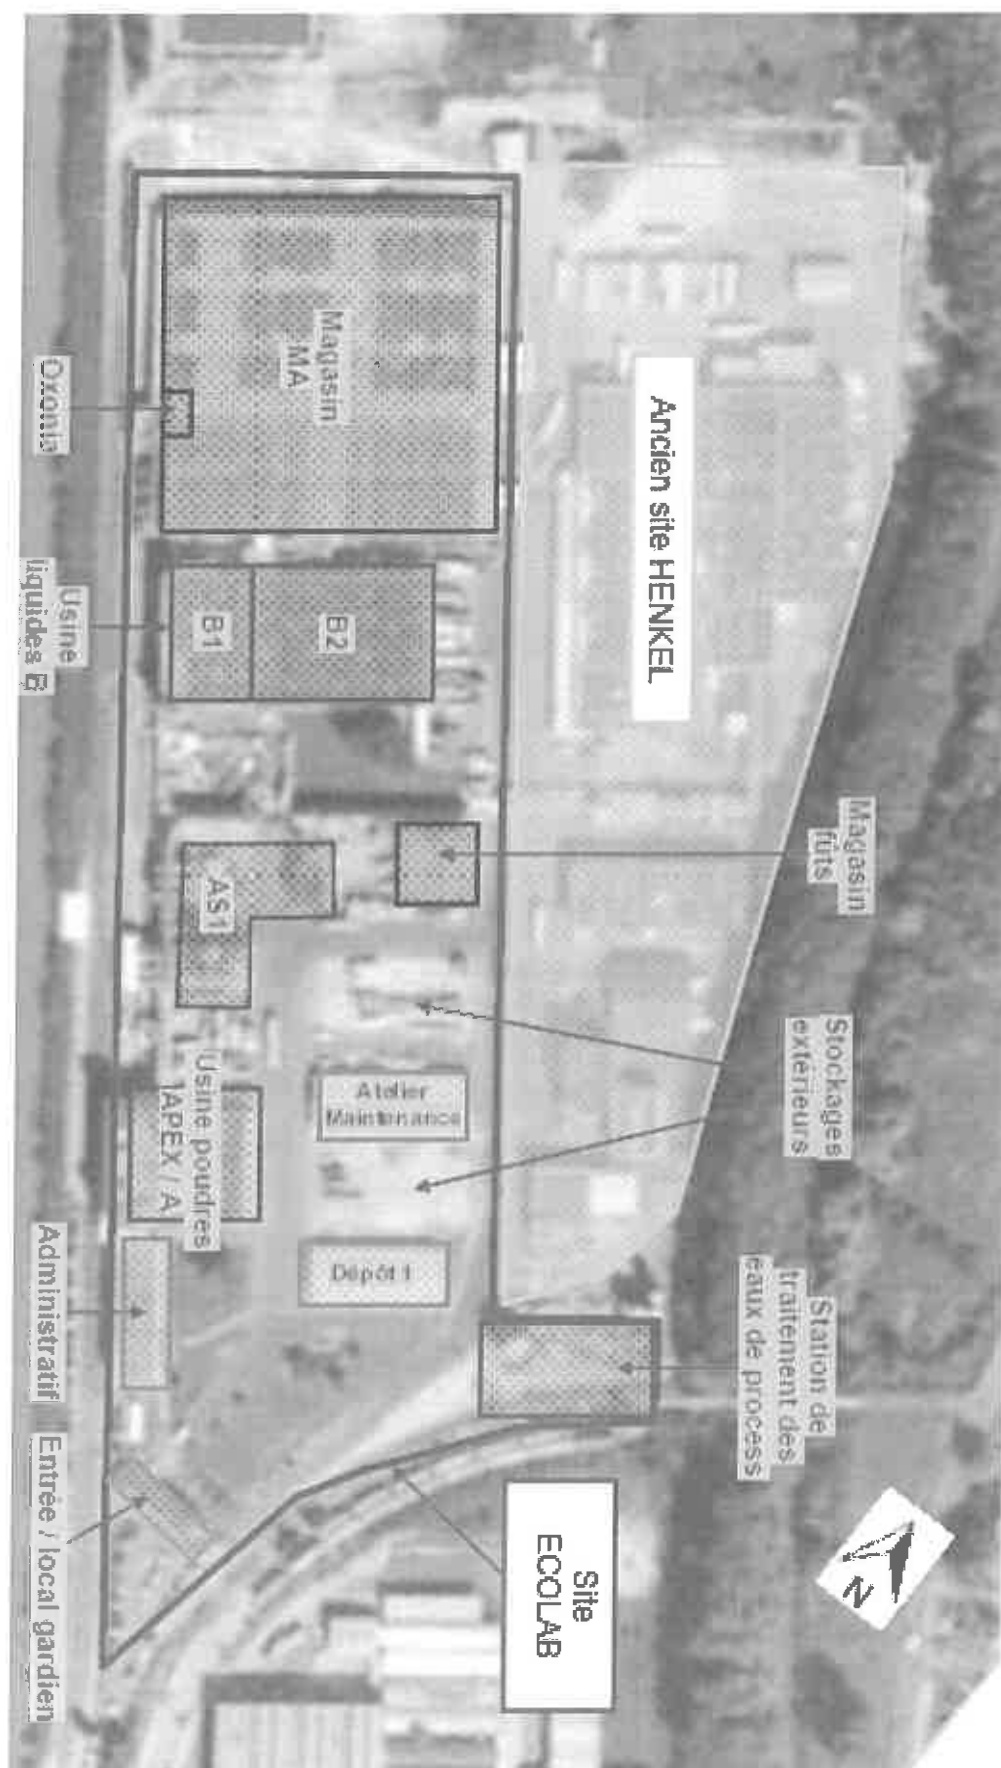 Ancien site HENKEL
Magasin
fûts
Stockages
extérieurs
Station de
traitement des
eaux de process
Site
ECOLAB
N
Magasin
MA
B2
B1
AS1
Atelier
Maintenance
Dépôt 1
Usine poudres
APEX / A
Oxonia
Usine
liquides B
Administratif
Entrée / local gardien